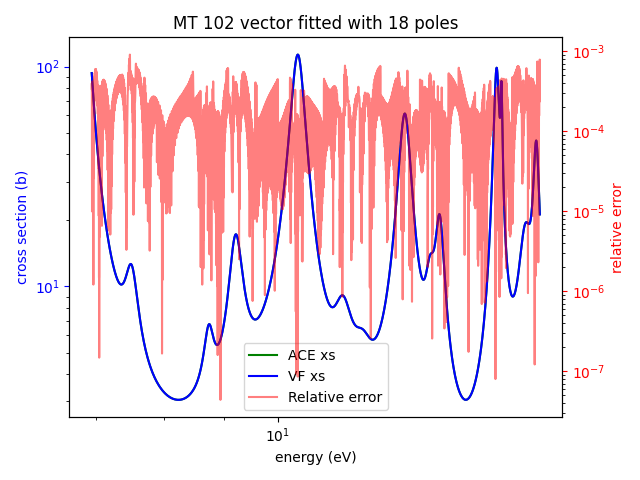 MT 102 vector fitted with 18 poles
10²
10¹
cross section (b)
10⁻³
10⁻⁴
10⁻⁵
10⁻⁶
10⁻⁷
relative error
ACE xs
VF xs
Relative error
10¹
energy (eV)